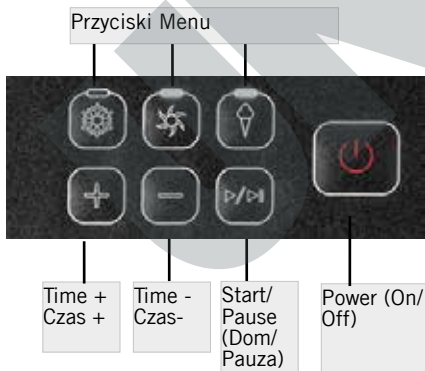 Przyciski Menu
Time +
Czas +
Time -
Czas-
Start/
Pause
(Dom/
Pauza)
Power (On/
Off)